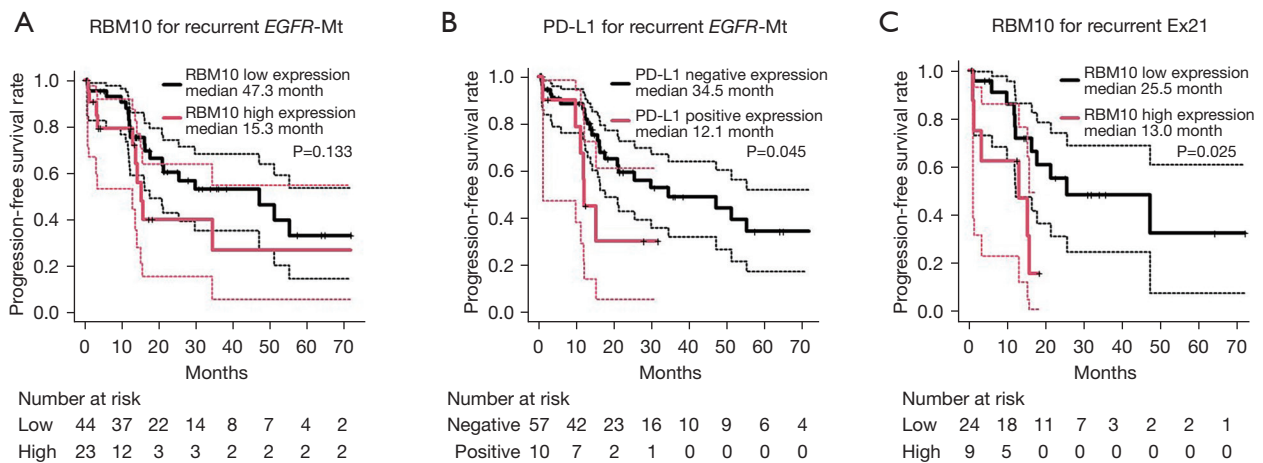 A
RBM10 for recurrent EGFR-Mt
Progression-free survival rate
1.0
0.8
0.6
0.4
0.2
0.0
RBM10 low expression
median 47.3 month
RBM10 high expression
median 15.3 month
P=0.133
0 10 20 30 40 50 60 70
Months
Number at risk
Low 44 37 22 14 8 7 4 2
High 23 12 3 3 2 2 2 2
B
PD-L1 for recurrent EGFR-Mt
Progression-free survival rate
1.0
0.8
0.6
0.4
0.2
0.0
PD-L1 negative expression
median 34.5 month
PD-L1 positive expression
median 12.1 month
P=0.045
0 10 20 30 40 50 60 70
Months
Number at risk
Negative 57 42 23 16 10 9 6 4
Positive 10 7 2 1 0 0 0 0
C
RBM10 for recurrent Ex21
Progression-free survival rate
1.0
0.8
0.6
0.4
0.2
0.0
RBM10 low expression
median 25.5 month
RBM10 high expression
median 13.0 month
P=0.025
0 10 20 30 40 50 60 70
Months
Number at risk
Low 24 18 11 7 3 2 2 1
High 9 5 0 0 0 0 0 0